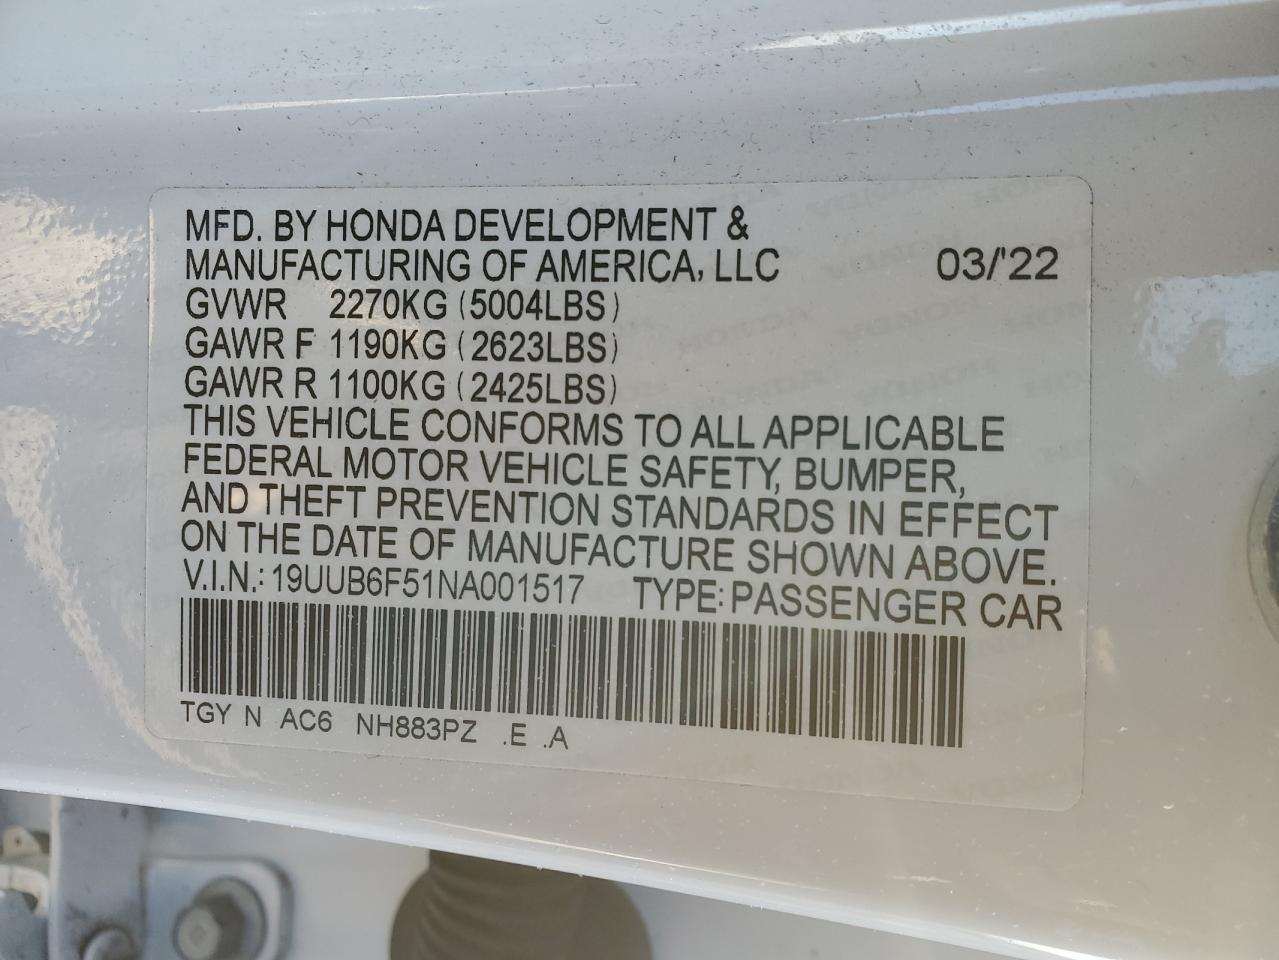 MFD. BY HONDA DEVELOPMENT &
MANUFACTURING OF AMERICA, LLC 03/'22
GVWR 2270KG (5004LBS)
GAWR F 1190KG (2623LBS)
GAWR R 1100KG (2425LBS)
THIS VEHICLE CONFORMS TO ALL APPLICABLE
FEDERAL MOTOR VEHICLE SAFETY, BUMPER,
AND THEFT PREVENTION STANDARDS IN EFFECT
ON THE DATE OF MANUFACTURE SHOWN ABOVE.
V.I.N.: 19UUB6F51NA001517 TYPE: PASSENGER CAR
TGY N AC6 NH883PZ .E .A